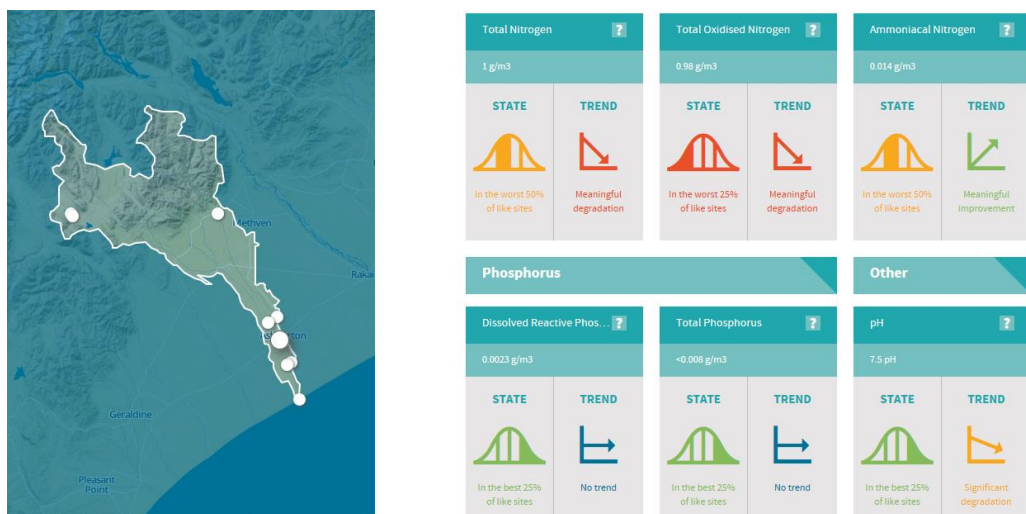 Methven
Raka
Geraldine
Pleasant
Point
Total Nitrogen ?
1 g/m3
STATE TREND
In the worst 50%
of like sites
Meaningful
degradation
Total Oxidised Nitrogen ?
0.98 g/m3
STATE TREND
In the worst 25%
of like sites
Meaningful
degradation
Ammoniacal Nitrogen ?
0.014 g/m3
STATE TREND
In the worst 50%
of like sites
Meaningful
improvement
Phosphorus
Other
Dissolved Reactive Phos... ?
0.0023 g/m3
STATE TREND
In the best 25%
of like sites
No trend
Total Phosphorus ?
<0.008 g/m3
STATE TREND
In the best 25%
of like sites
No trend
pH ?
7.5 pH
STATE TREND
In the best 25%
of like sites
Significant
degradation